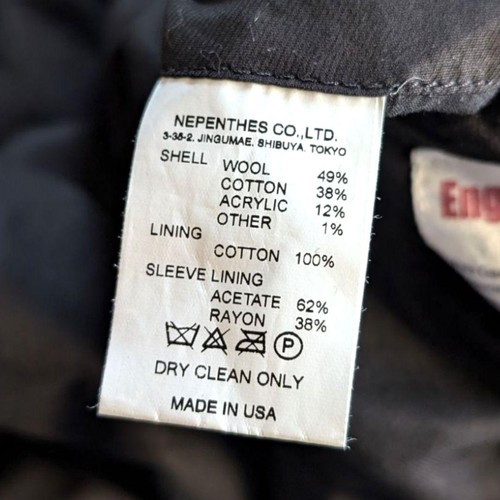 NEPENTHES CO.,LTD.
3-36-2, JINGUMAE, SHIBUYA, TOKYO
SHELL WOOL 49%
COTTON 38%
ACRYLIC 12%
OTHER 1%
LINING
COTTON 100%
SLEEVE LINING
ACETATE 62%
RAYON 38%
P
DRY CLEAN ONLY
MADE IN USA
Eng